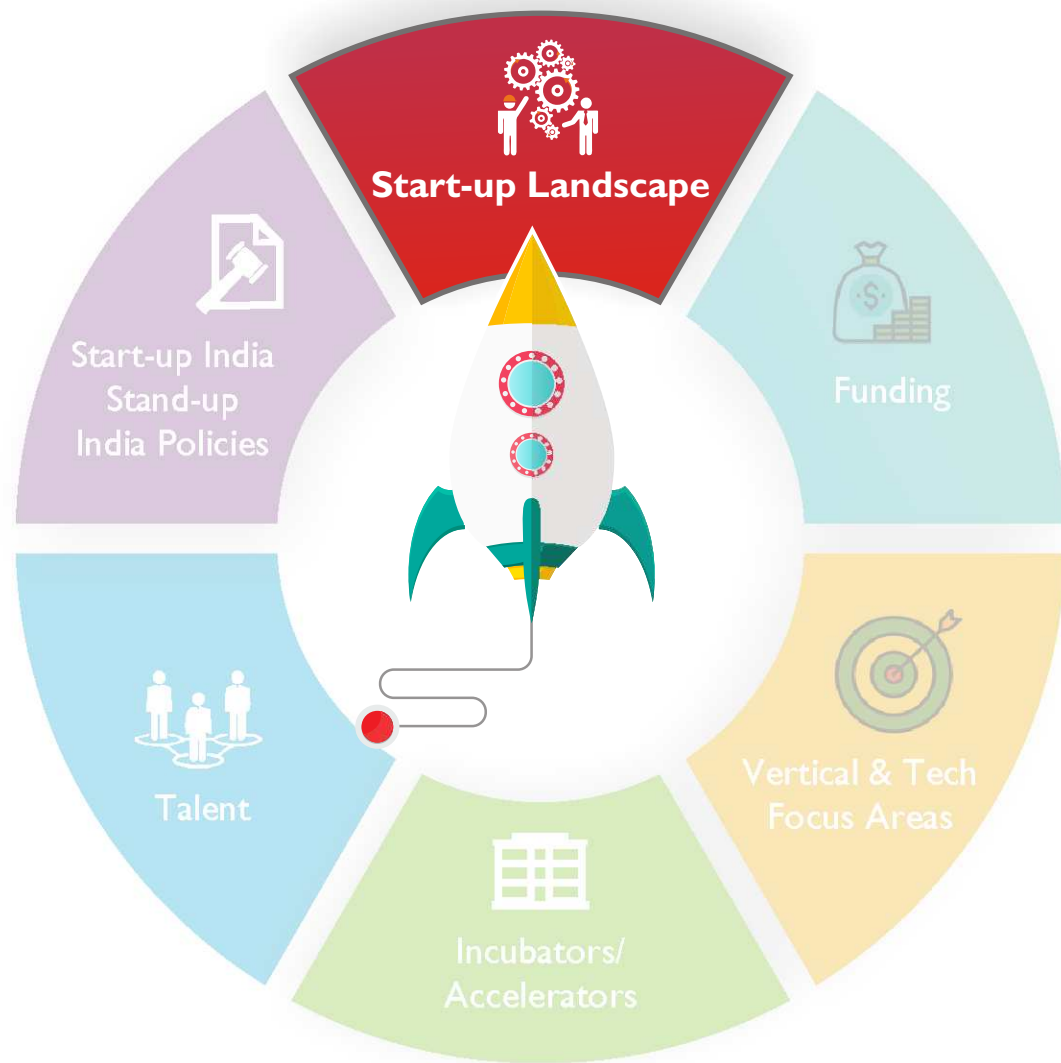 Start-up Landscape
Funding
Vertical & Tech
Focus Areas
Incubators/
Accelerators
Talent
Start-up India
Stand-up
India Policies
$